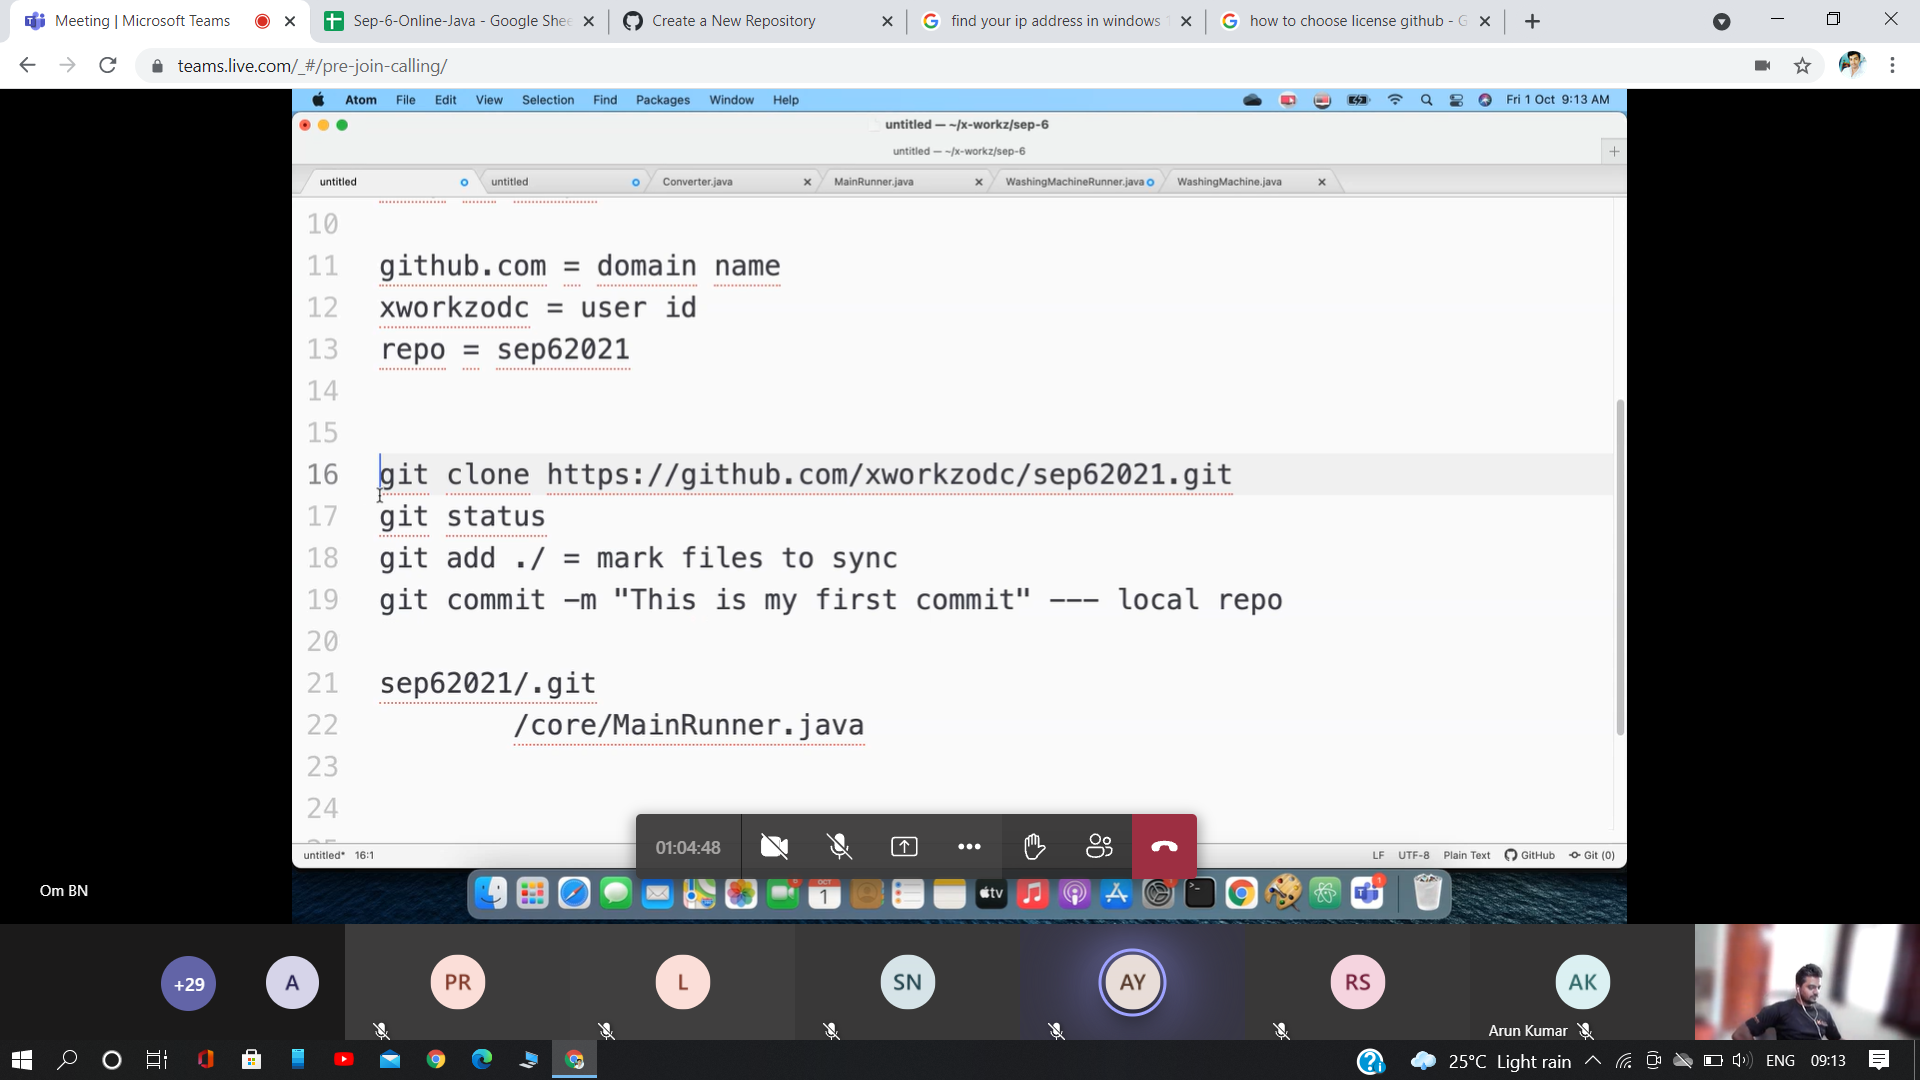 Meeting | Microsoft Teams
Sep-6-Online-Java - Google Shee
Create a New Repository
find your ip address in windows 1
how to choose license github - G
teams.live.com/_#/pre-join-calling/
Atom File Edit View Selection Find Packages Window Help
Fri 1 Oct 9:13 AM
untitled — ~/x-workz/sep-6
untitled — ~/x-workz/sep-6
untitled
untitled
Converter.java
MainRunner.java
WashingMachineRunner.java
WashingMachine.java
10
11 github.com = domain name
12 xworkzodc = user id
13 repo = sep62021
14
15
16 git clone https://github.com/xworkzodc/sep62021.git
17 git status
18 git add ./ = mark files to sync
19 git commit -m "This is my first commit" --- local repo
20
21 sep62021/.git
22 /core/MainRunner.java
23
24
01:04:48
untitled* 16:1
LF UTF-8 Plain Text GitHub Git (0)
Om BN
OCT
1
tv
1
+29
A
PR
L
SN
AY
RS
AK
Arun Kumar
25°C Light rain
ENG
09:13